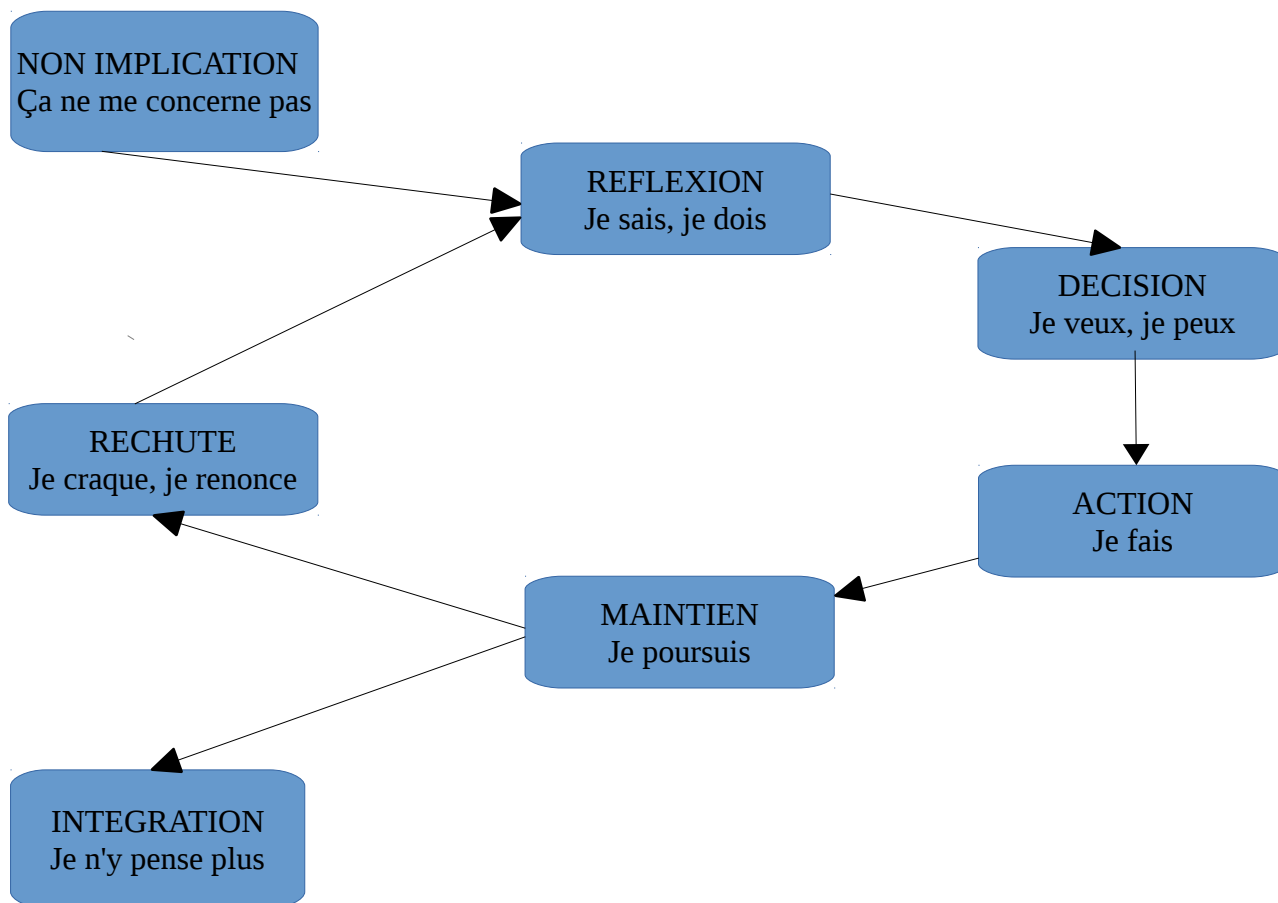 NON IMPLICATION
Ça ne me concerne pas
REFLEXION
Je sais, je dois
DECISION
Je veux, je peux
RECHUTE
Je craque, je renonce
ACTION
Je fais
MAINTIEN
Je poursuis
INTEGRATION
Je n'y pense plus